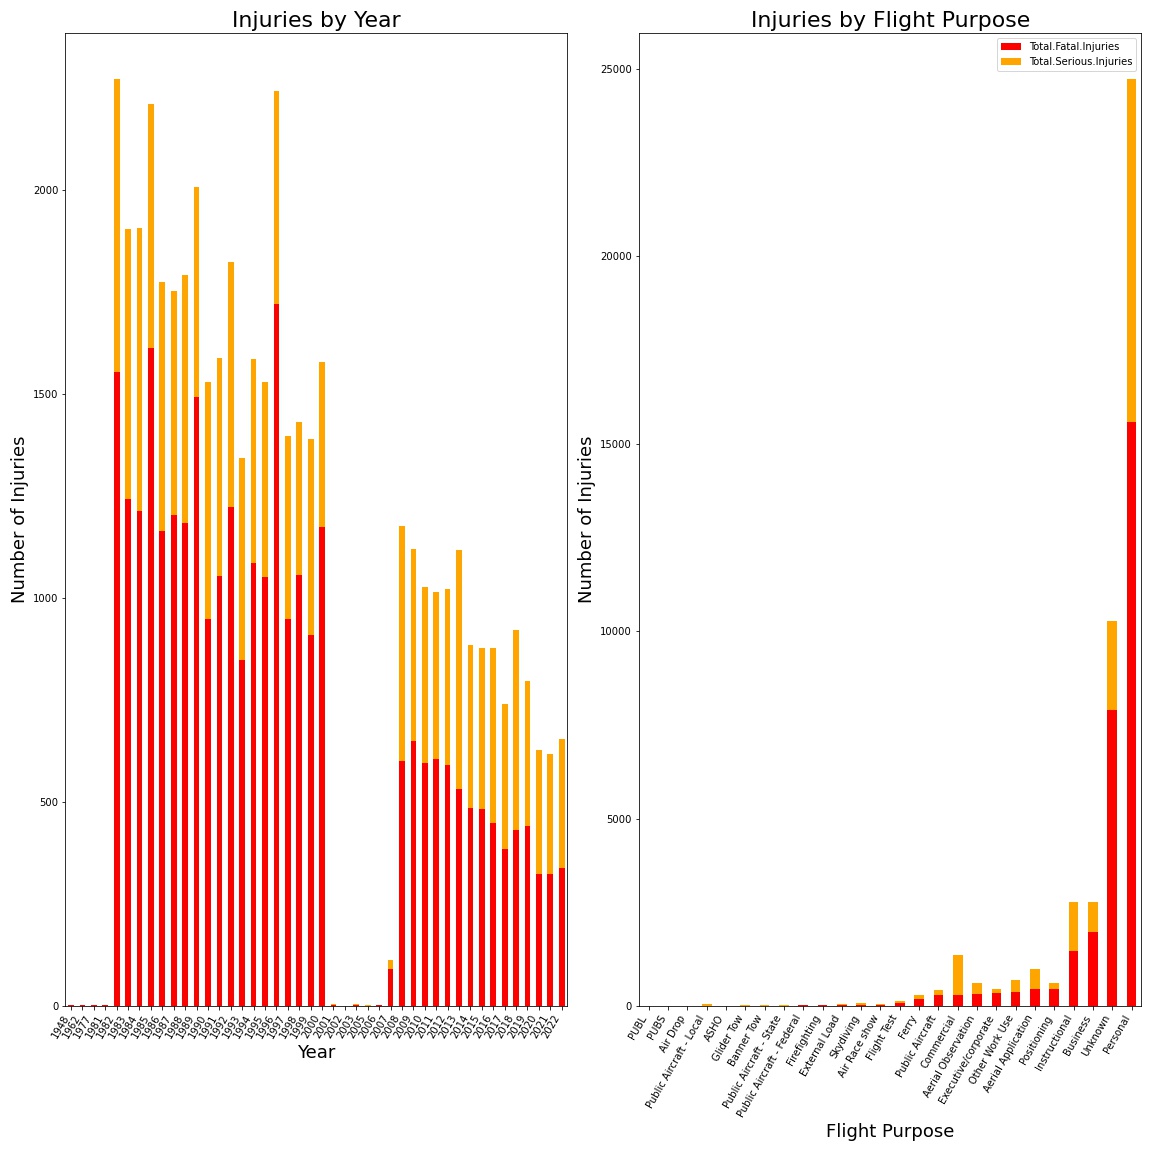 Injuries by Year
Number of Injuries
2000
1500
1000
500
0
1948
1962
1977
1981
1982
1983
1984
1985
1986
1987
1988
1989
1990
1991
1992
1993
1994
1995
1996
1997
1998
1999
2000
2001
2002
2003
2005
2006
2007
2008
2009
2010
2011
2012
2013
2014
2015
2016
2017
2018
2019
2020
2021
2022
Year
Injuries by Flight Purpose
Total.Fatal.Injuries
Total.Serious.Injuries
Number of Injuries
25000
20000
15000
10000
5000
0
PUBL
PUBS
Air Drop
Public Aircraft - Local
ASHO
Glider Tow
Banner Tow
Public Aircraft - State
Public Aircraft - Federal
Firefighting
External Load
Skydiving
Air Race show
Flight Test
Ferry
Public Aircraft
Commercial
Aerial Observation
Executive/corporate
Other Work Use
Aerial Application
Positioning
Instructional
Business
Unknown
Personal
Flight Purpose